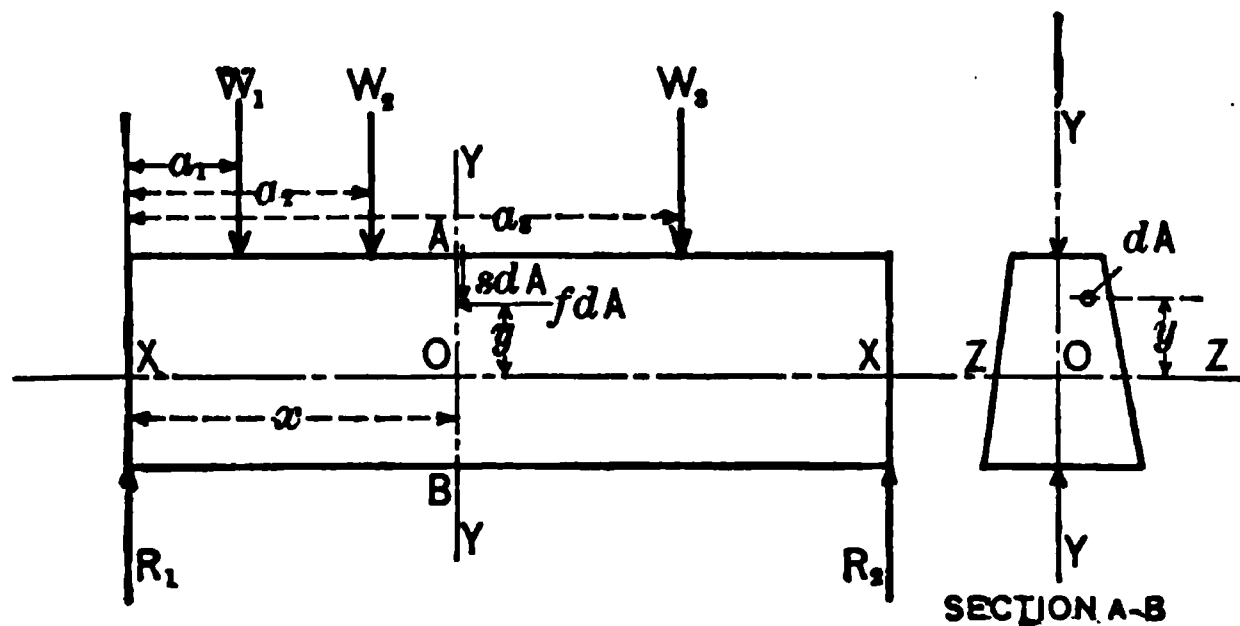 W₁ W₂ W₃
Y Y
a₁
a₂
a₃
A
dA
sdA
fdA
y y
X O X Z O Z
x
B
Y Y
R₁ R₂
SECTION A-B